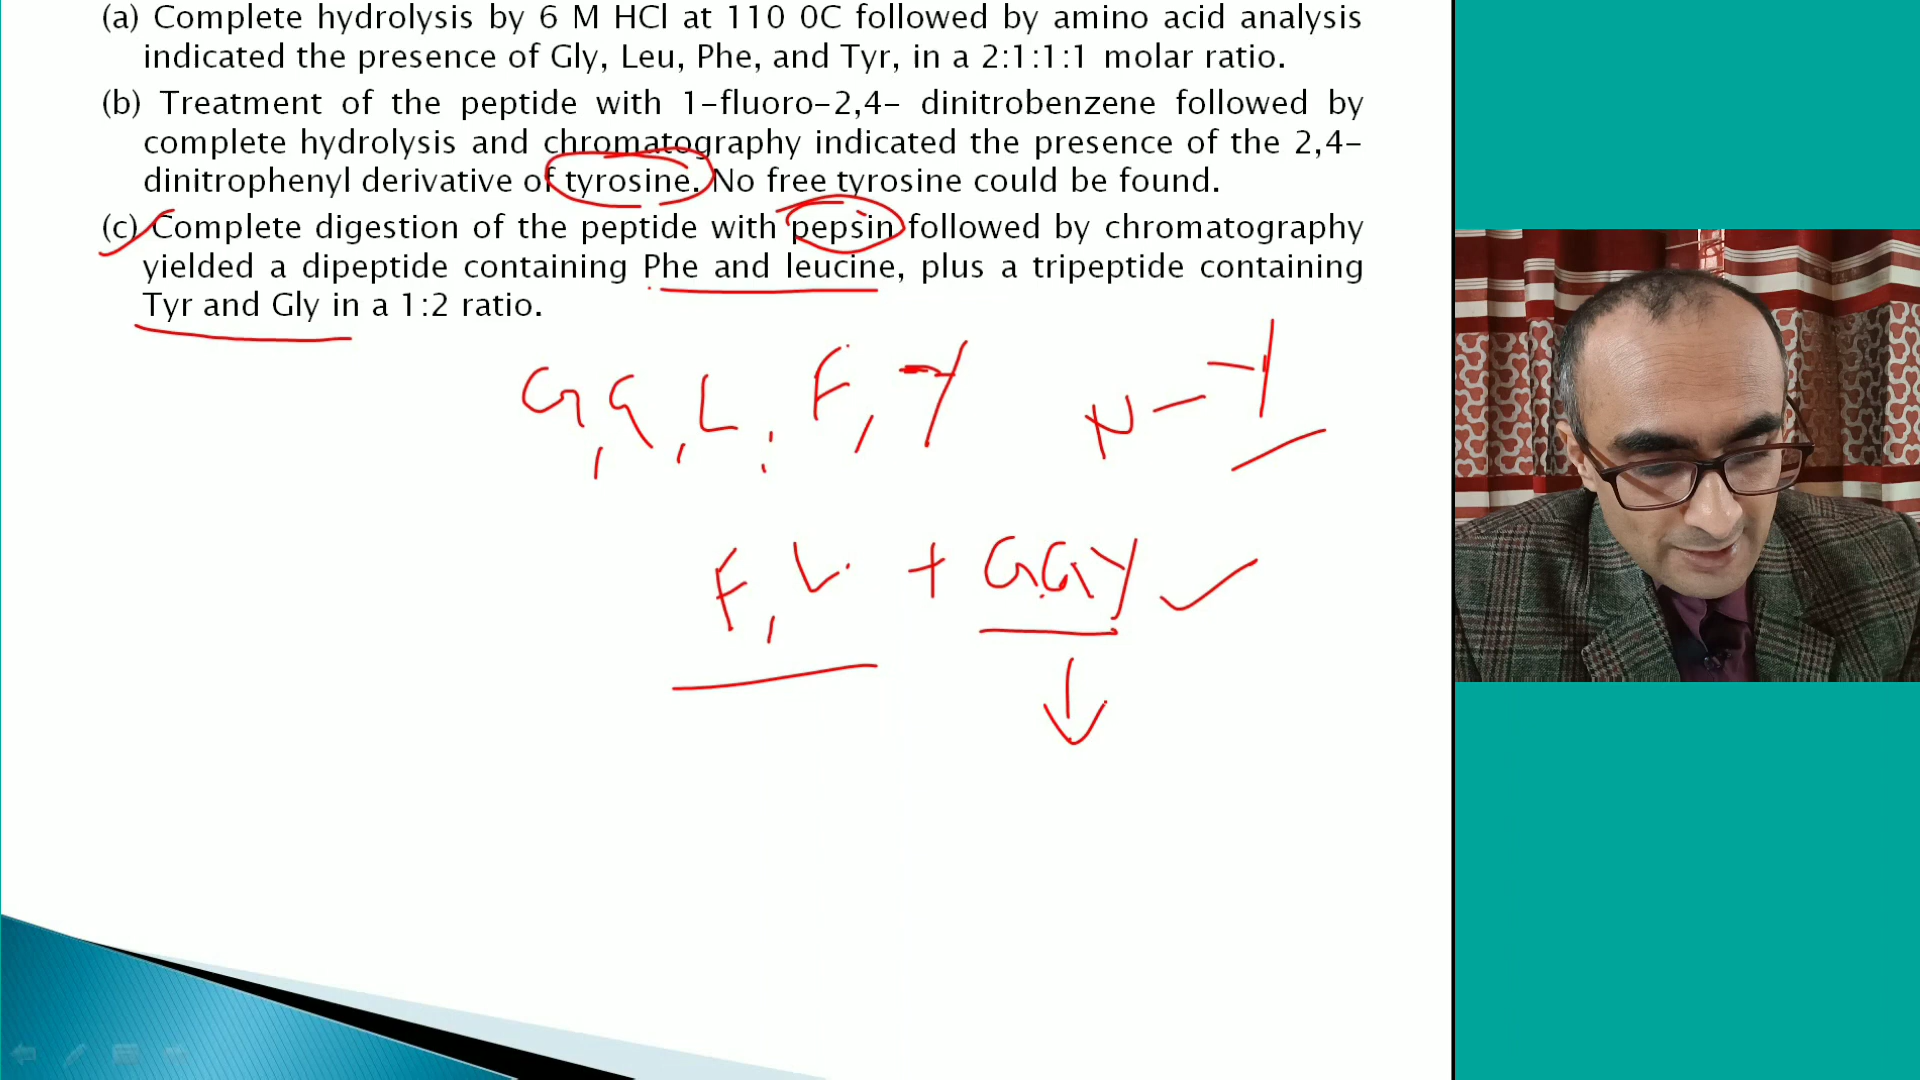 (a) Complete hydrolysis by 6 M HCl at 110 0C followed by amino acid analysis
indicated the presence of Gly, Leu, Phe, and Tyr, in a 2:1:1:1 molar ratio.
(b) Treatment of the peptide with 1-fluoro-2,4- dinitrobenzene followed by
complete hydrolysis and chromatography indicated the presence of the 2,4-
dinitrophenyl derivative of tyrosine. No free tyrosine could be found.
(c) Complete digestion of the peptide with pepsin followed by chromatography
yielded a dipeptide containing Phe and leucine, plus a tripeptide containing
Tyr and Gly in a 1:2 ratio.
G, G, L, F, Y N - Y
F, L + GGY